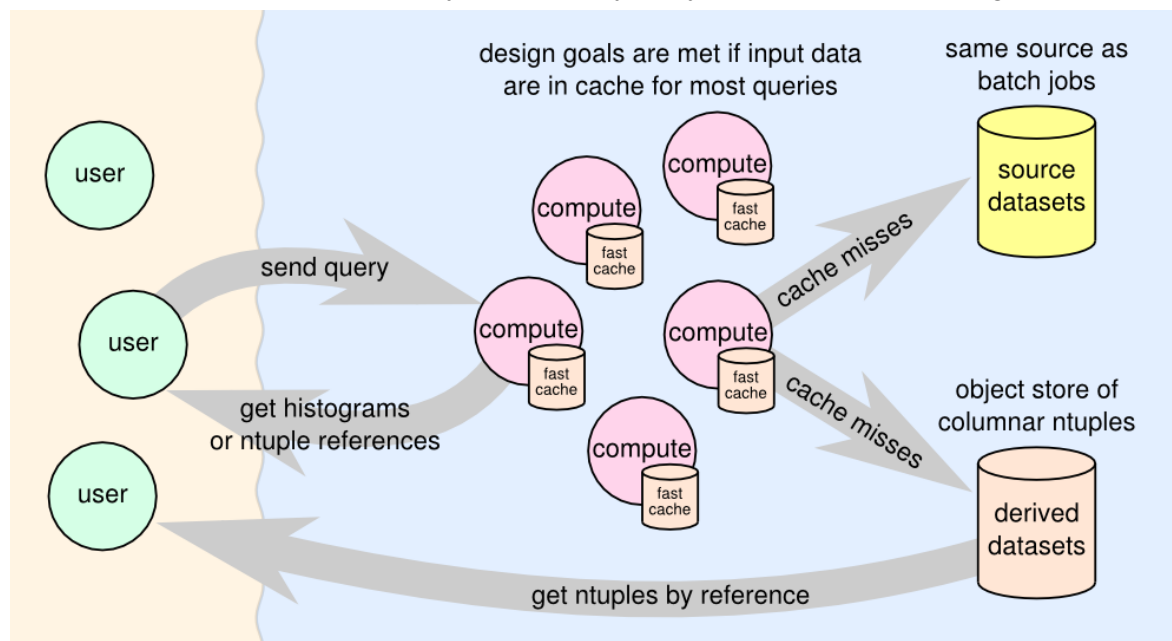 design goals are met if input data
are in cache for most queries
same source as
batch jobs
user
compute
fast
cache
compute
fast
cache
source
datasets
send query
cache misses
user
compute
fast
cache
compute
fast
cache
get histograms
or ntuple references
cache misses
object store of
columnar ntuples
compute
fast
cache
user
derived
datasets
get ntuples by reference